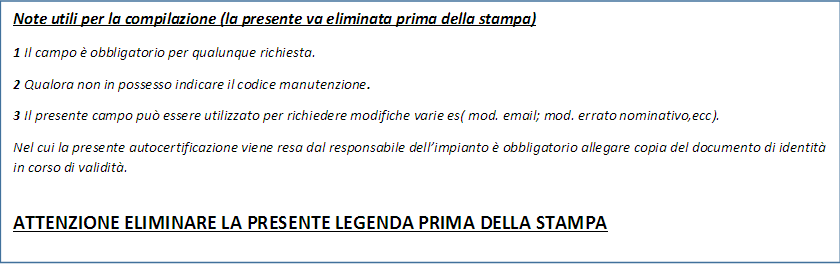 Note utili per la compilazione (la presente va eliminata prima della stampa)
1 Il campo è obbligatorio per qualunque richiesta.
2 Qualora non in possesso indicare il codice manutenzione.
3 Il presente campo può essere utilizzato per richiedere modifiche varie es( mod. email; mod. errato nominativo,ecc).
Nel cui la presente autocertificazione viene resa dal responsabile dell'impianto è obbligatorio allegare copia del documento di identità
in corso di validità.
ATTENZIONE ELIMINARE LA PRESENTE LEGENDA PRIMA DELLA STAMPA